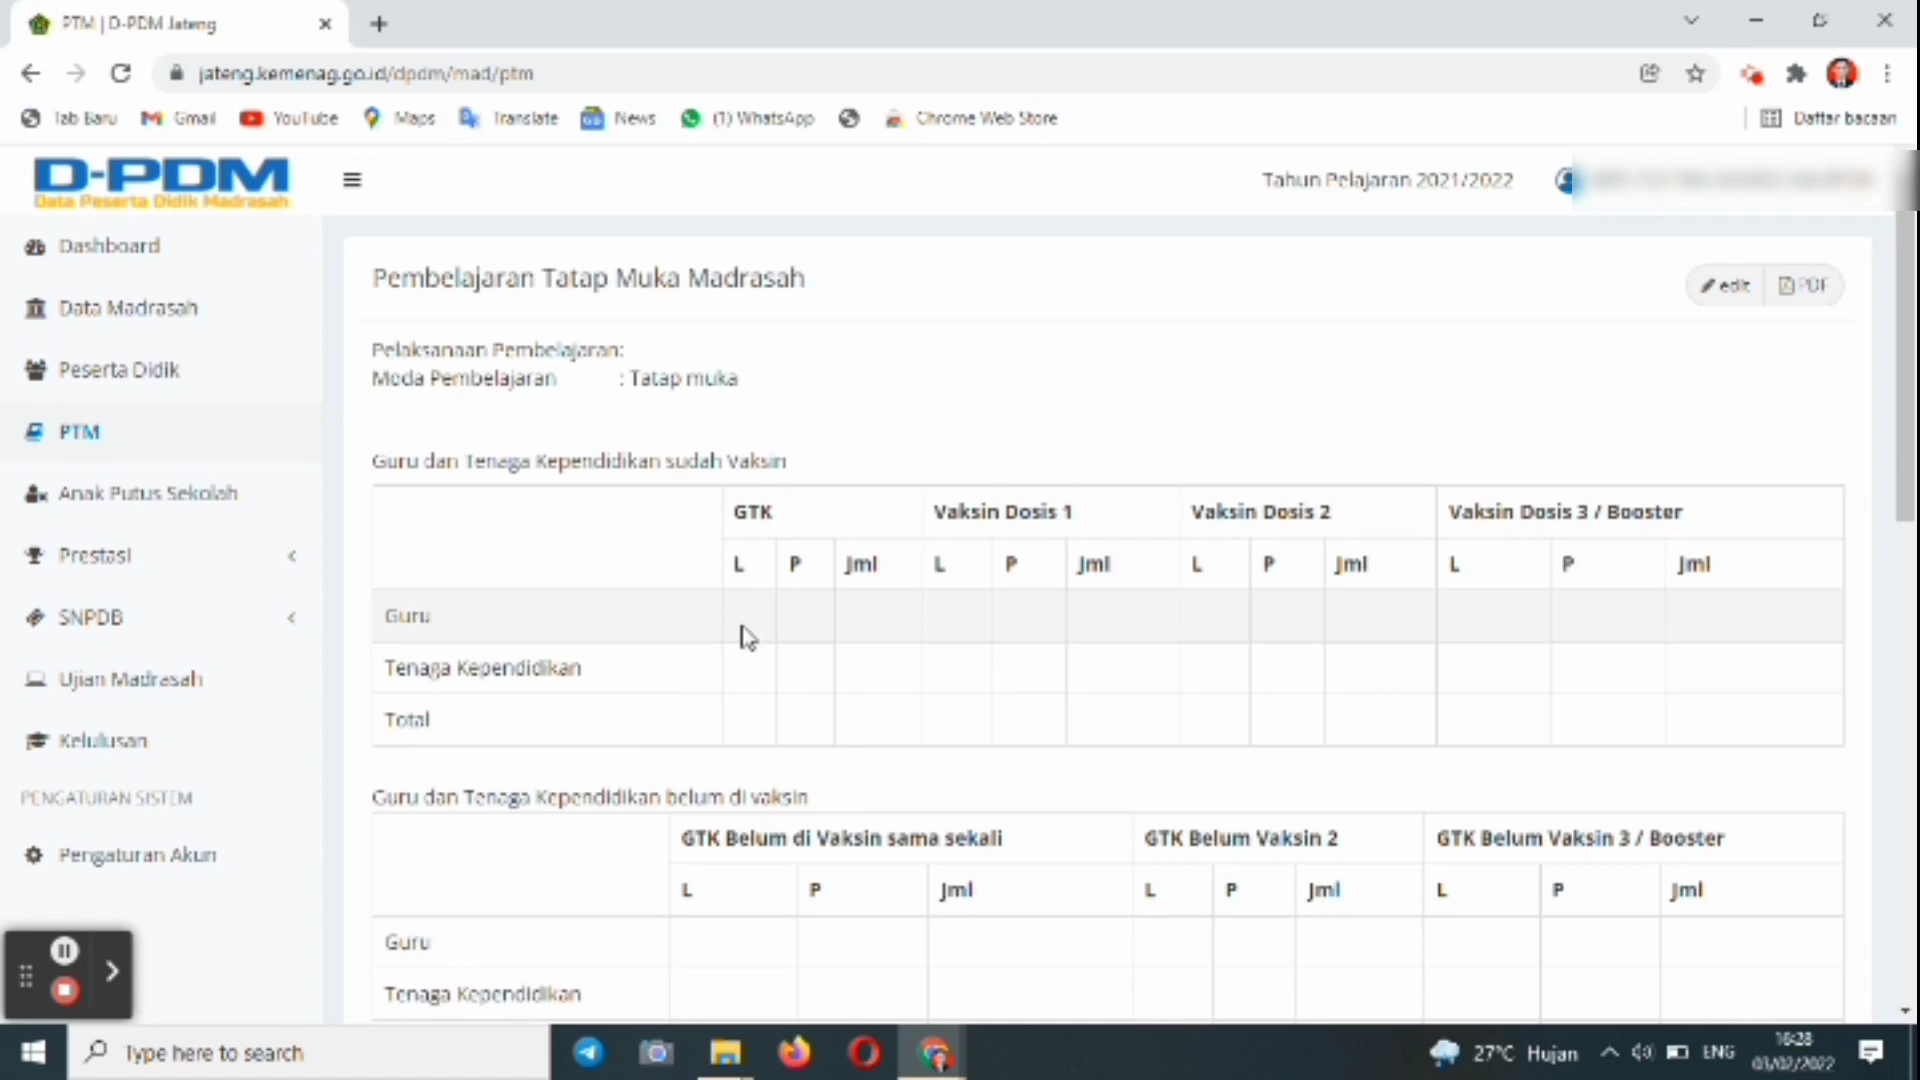 PTM | D-PDM Jateng
jateng.kemenag.go.id/dpdm/mad/ptm
Tab Baru Gmail YouTube Maps Translate News (1) WhatsApp Chrome Web Store Daftar bacaan
D-PDM
Data Peserta Didik Madrasah
Tahun Pelajaran 2021/2022
Dashboard
Data Madrasah
Peserta Didik
PTM
Anak Putus Sekolah
Prestasi
SNPDB
Ujian Madrasah
Kelulusan
PENGATURAN SISTEM
Pengaturan Akun
Pembelajaran Tatap Muka Madrasah
edit PDF
Pelaksanaan Pembelajaran:
Moda Pembelajaran : Tatap muka
Guru dan Tenaga Kependidikan sudah Vaksin
GTK Vaksin Dosis 1 Vaksin Dosis 2 Vaksin Dosis 3 / Booster
L P Jml L P Jml L P Jml L P Jml
Guru
Tenaga Kependidikan
Total
Guru dan Tenaga Kependidikan belum di vaksin
GTK Belum di Vaksin sama sekali GTK Belum Vaksin 2 GTK Belum Vaksin 3 / Booster
L P Jml L P Jml L P Jml
Guru
Tenaga Kependidikan
Type here to search
27°C Hujan ENG
16:28
03/02/2022